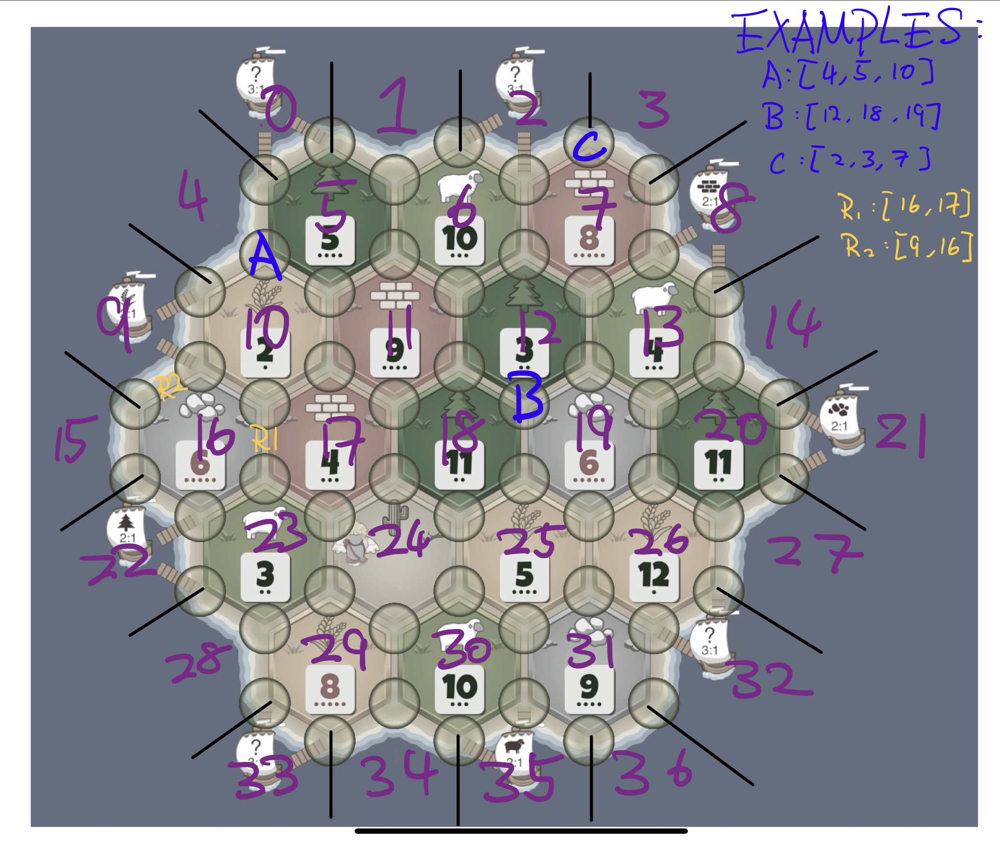 EXAMPLES:
A:[4,5,10]
B:[12,18,19]
C:[2,3,7]
R1:[16,17]
R2:[9,16]
? 3:1
? 3:1
0 1 2 3
C
4 5 6 7 8
2:1
5 10 8
A
9 10 11 12 13 14
2:1
2 9 3 4
R2
B
15 16 R1 17 18 19 20 21
2:1
6 4 11 6 11
22 23 24 25 26 27
2:1
3 5 12
28 29 30 31 32
? 3:1
8 10 9
33 34 35 36
?
2:1